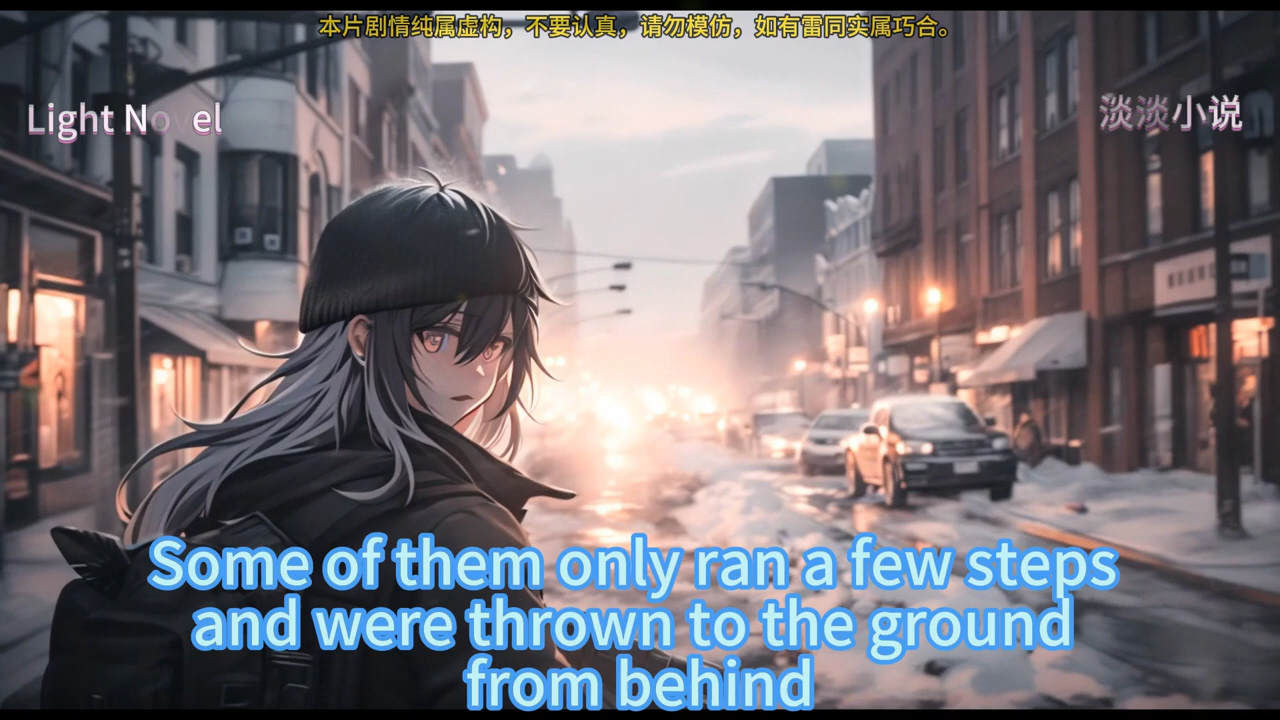 本片剧情纯属虚构，不要认真，请勿模仿，如有雷同实属巧合。
Light Novel
淡淡小说
Some of them only ran a few steps
and were thrown to the ground
from behind